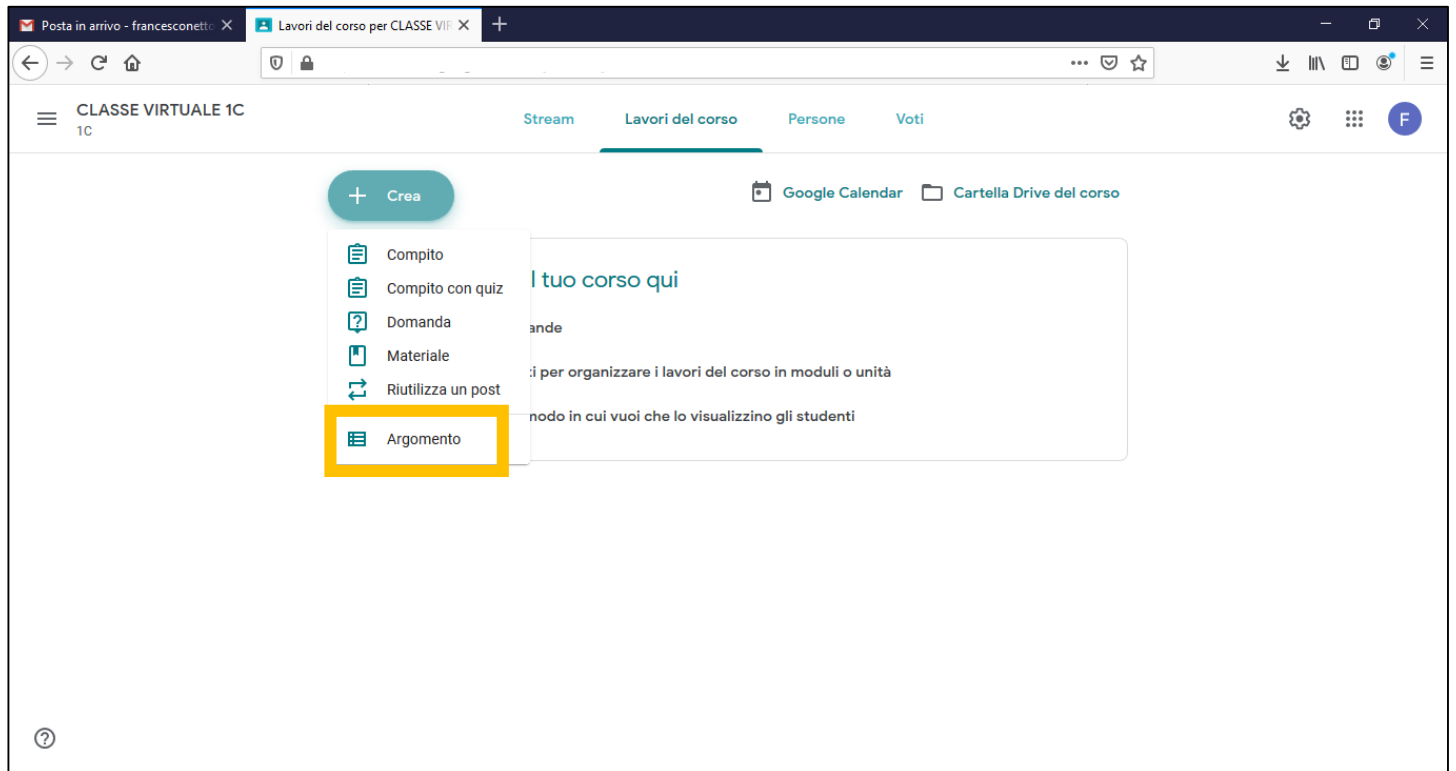 Posta in arrivo - francesconetto
Lavori del corso per CLASSE VIR
CLASSE VIRTUALE 1C
1C
Stream
Lavori del corso
Persone
Voti
F
Crea
Google Calendar
Cartella Drive del corso
Compito
Compito con quiz
Domanda
Materiale
Riutilizza un post
Argomento
l tuo corso qui
ande
ti per organizzare i lavori del corso in moduli o unità
modo in cui vuoi che lo visualizzino gli studenti